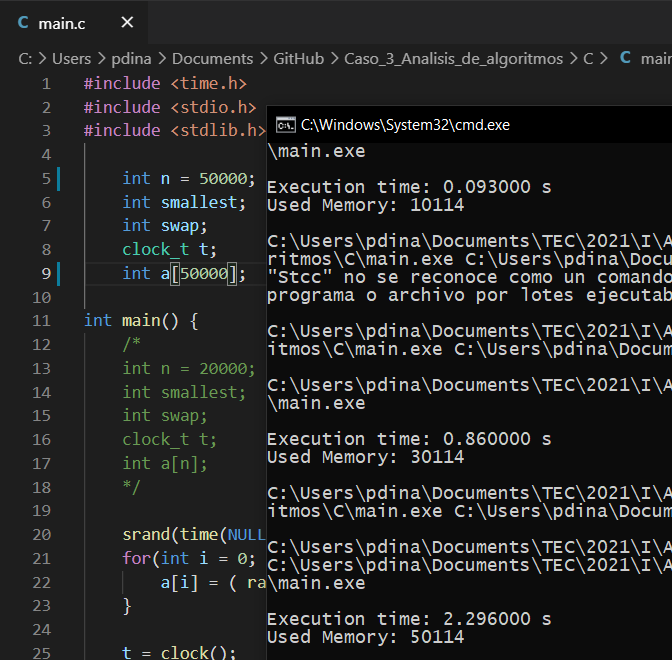 C main.c ×
C: > Users > pdina > Documents > GitHub > Caso_3_Analisis_de_algoritmos > C > C main
1 #include <time.h>
2 #include <stdio.h>
3 #include <stdlib.h>
4
5 int n = 50000;
6 int smallest;
7 int swap;
8 clock_t t;
9 int a[50000];
10
11 int main() {
12 /*
13 int n = 20000;
14 int smallest;
15 int swap;
16 clock_t t;
17 int a[n];
18 */
19
20 srand(time(NULL
21 for(int i = 0;
22 a[i] = ( ra
23 }
24
25 t = clock();
C:\Windows\System32\cmd.exe
\main.exe
Execution time: 0.093000 s
Used Memory: 10114
C:\Users\pdina\Documents\TEC\2021\I\A
ritmos\C\main.exe C:\Users\pdina\Docu
"Stcc" no se reconoce como un comando
programa o archivo por lotes ejecutab
C:\Users\pdina\Documents\TEC\2021\I\A
itmos\C\main.exe C:\Users\pdina\Docum
C:\Users\pdina\Documents\TEC\2021\I\A
\main.exe
Execution time: 0.860000 s
Used Memory: 30114
C:\Users\pdina\Documents\TEC\2021\I\A
itmos\C\main.exe C:\Users\pdina\Docum
C:\Users\pdina\Documents\TEC\2021\I\A
C:\Users\pdina\Documents\TEC\2021\I\A
\main.exe
Execution time: 2.296000 s
Used Memory: 50114